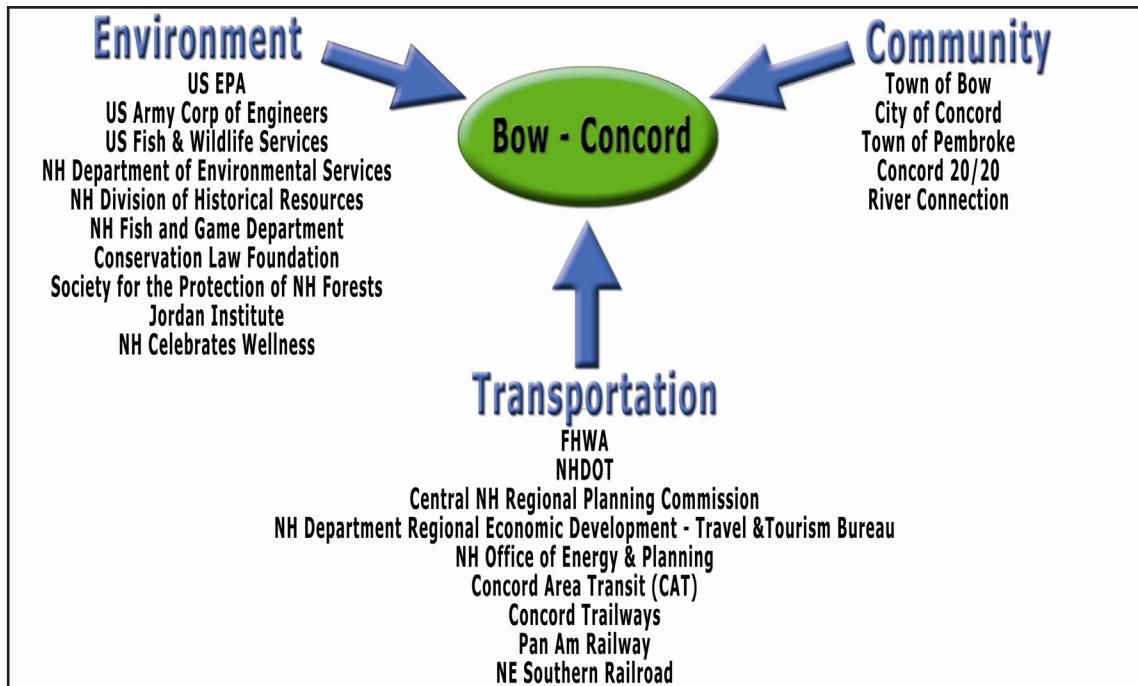 Environment
US EPA
US Army Corp of Engineers
US Fish & Wildlife Services
NH Department of Environmental Services
NH Division of Historical Resources
NH Fish and Game Department
Conservation Law Foundation
Society for the Protection of NH Forests
Jordan Institute
NH Celebrates Wellness
Bow - Concord
Community
Town of Bow
City of Concord
Town of Pembroke
Concord 20/20
River Connection
Transportation
FHWA
NHDOT
Central NH Regional Planning Commission
NH Department Regional Economic Development - Travel &Tourism Bureau
NH Office of Energy & Planning
Concord Area Transit (CAT)
Concord Trailways
Pan Am Railway
NE Southern Railroad